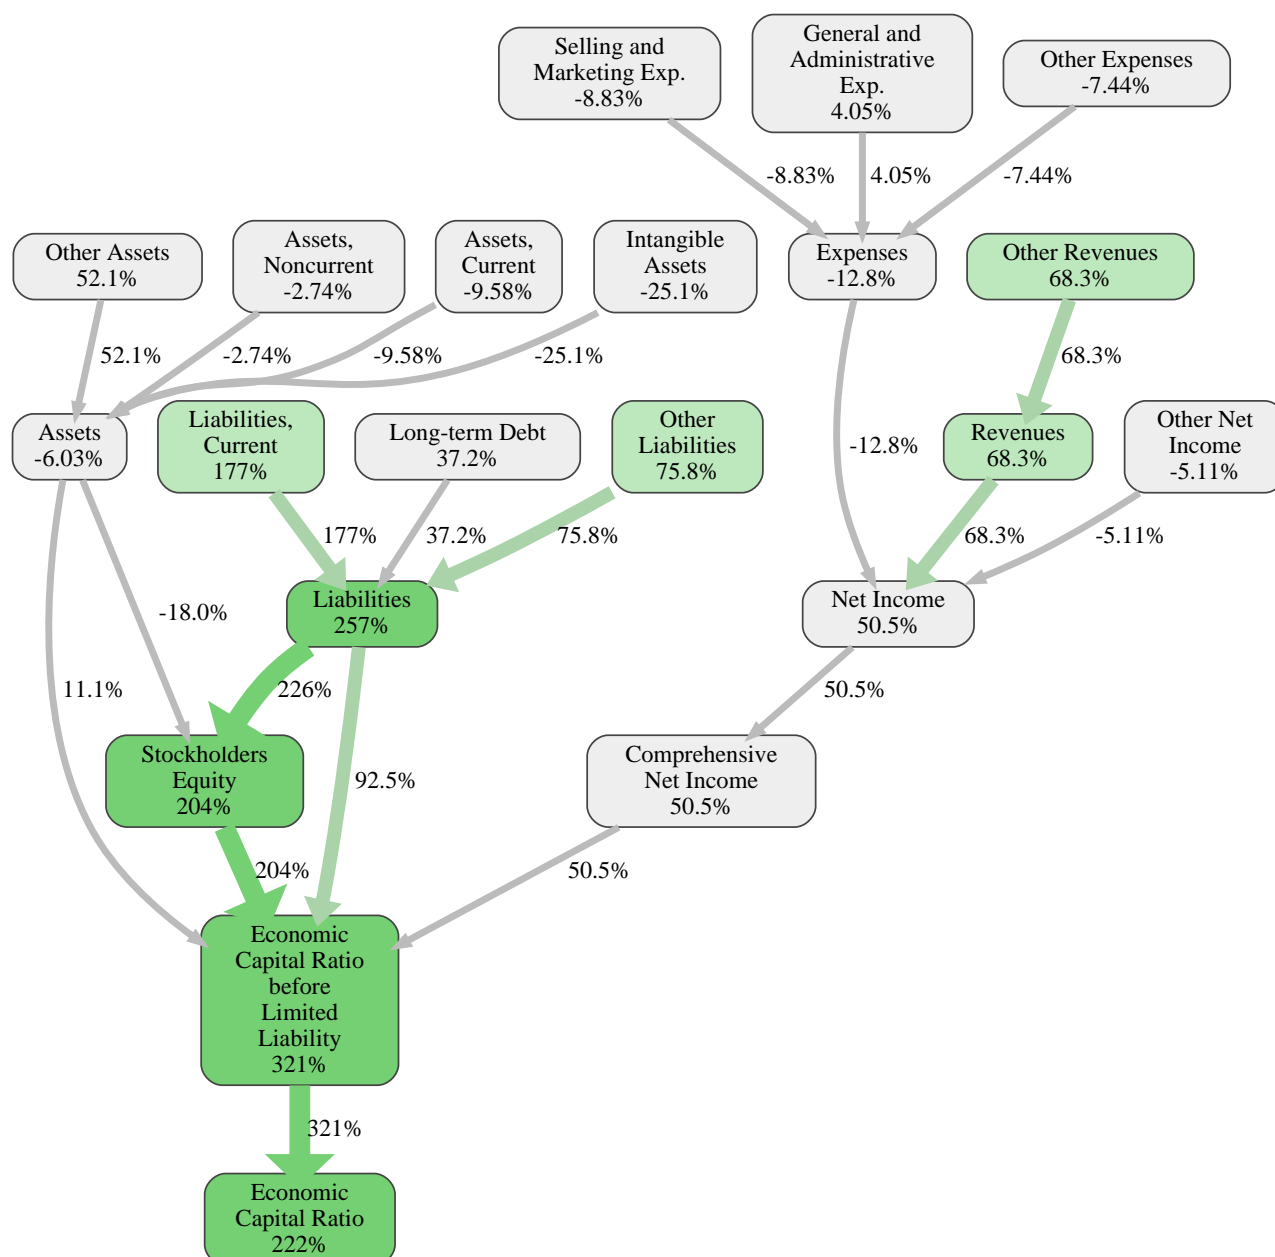 Selling and
Marketing Exp.
-8.83%
General and
Administrative
Exp.
4.05%
Other Expenses
-7.44%
-8.83%
4.05%
-7.44%
Other Assets
52.1%
Assets,
Noncurrent
-2.74%
Assets,
Current
-9.58%
Intangible
Assets
-25.1%
Expenses
-12.8%
Other Revenues
68.3%
52.1%
-2.74%
-9.58%
-25.1%
68.3%
Assets
-6.03%
Liabilities,
Current
177%
Long-term Debt
37.2%
Other
Liabilities
75.8%
-12.8%
Revenues
68.3%
Other Net
Income
-5.11%
177%
37.2%
75.8%
68.3%
-5.11%
-18.0%
Liabilities
257%
Net Income
50.5%
11.1%
226%
50.5%
Stockholders
Equity
204%
92.5%
Comprehensive
Net Income
50.5%
204%
50.5%
Economic
Capital Ratio
before
Limited
Liability
321%
321%
Economic
Capital Ratio
222%